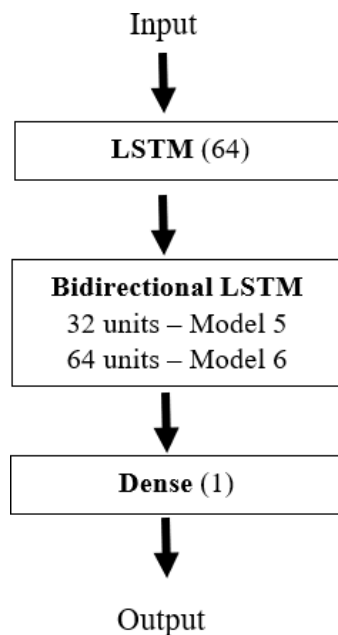 Input
LSTM (64)
Bidirectional LSTM
32 units – Model 5
64 units – Model 6
Dense (1)
Output